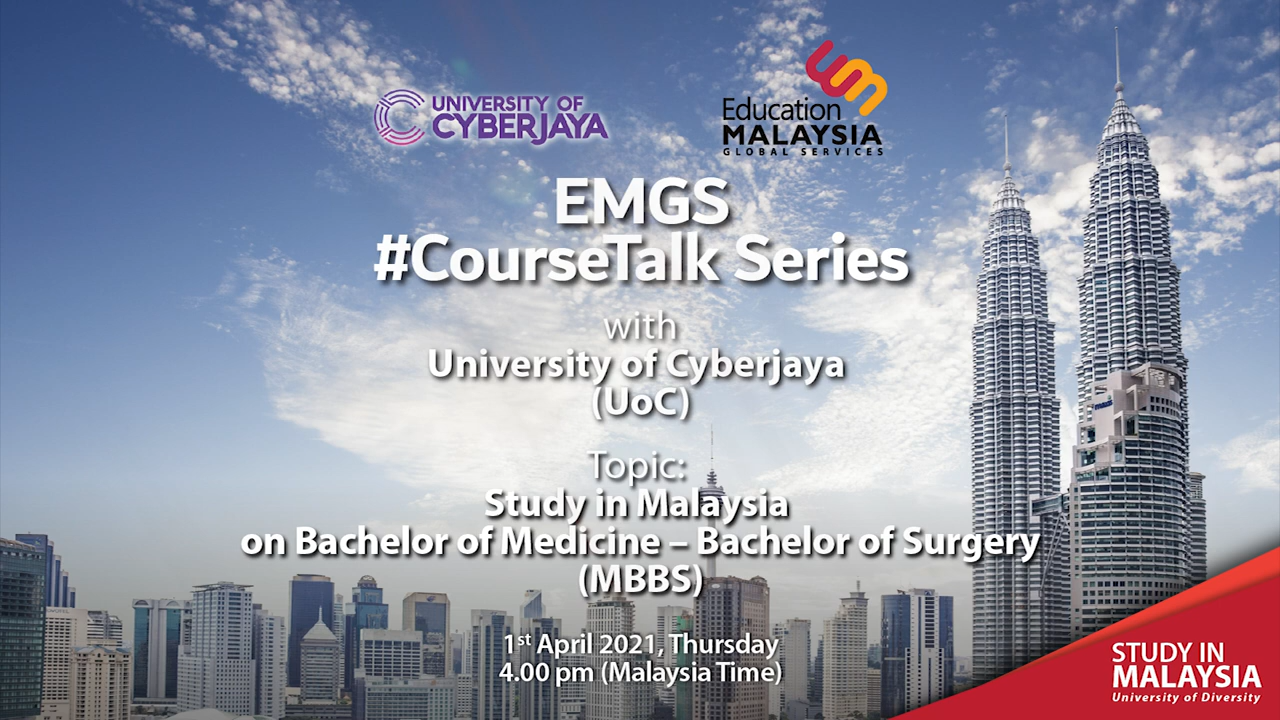 UNIVERSITY OF
CYBERJAYA
Education
MALAYSIA
GLOBAL SERVICES
EMGS
#CourseTalk Series
with
University of Cyberjaya
(UoC)
Topic:
Study in Malaysia
on Bachelor of Medicine – Bachelor of Surgery
(MBBS)
1st April 2021, Thursday
4.00 pm (Malaysia Time)
STUDY IN
MALAYSIA
University of Diversity